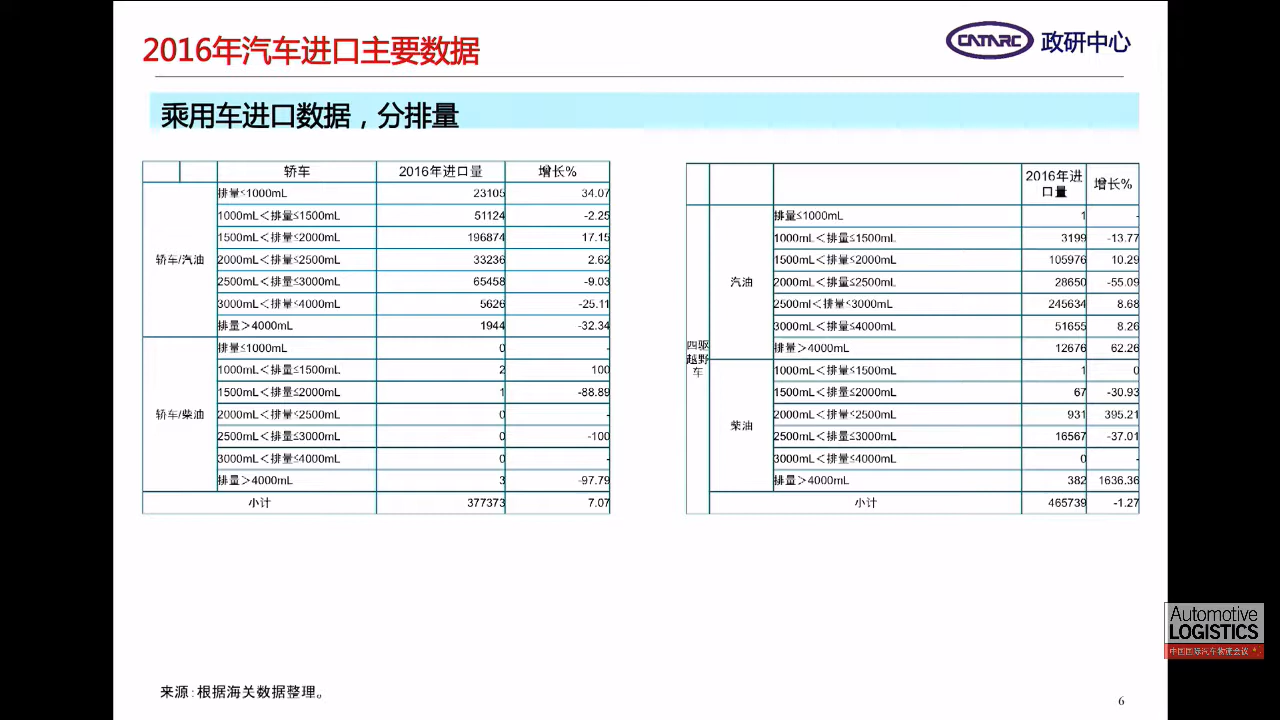 2016年汽车进口主要数据
CATARC 政研中心
乘用车进口数据，分排量
轿车 2016年进口量 增长%
轿车/汽油
排量≤1000mL 23105 34.07
1000mL＜排量≤1500mL 51124 -2.25
1500mL＜排量≤2000mL 196874 17.15
2000mL＜排量≤2500mL 33236 2.62
2500mL＜排量≤3000mL 65458 -9.03
3000mL＜排量≤4000mL 5626 -25.11
排量＞4000mL 1944 -32.34
轿车/柴油
排量≤1000mL 0 -
1000mL＜排量≤1500mL 2 100
1500mL＜排量≤2000mL 1 -88.89
2000mL＜排量≤2500mL 0 -
2500mL＜排量≤3000mL 0 -100
3000mL＜排量≤4000mL 0 -
排量＞4000mL 3 -97.79
小计 377373 7.07
2016年进
口量 增长%
四驱
越野
车
汽油
排量≤1000mL 1 -
1000mL＜排量≤1500mL 3199 -13.77
1500mL＜排量≤2000mL 105976 10.29
2000mL＜排量≤2500mL 28650 -55.09
2500ml＜排量≤3000mL 245634 8.68
3000mL＜排量≤4000mL 51655 8.26
排量＞4000mL 12676 62.26
柴油
1000mL＜排量≤1500mL 1 0
1500mL＜排量≤2000mL 67 -30.93
2000mL＜排量≤2500mL 931 395.21
2500mL＜排量≤3000mL 16567 -37.01
3000mL＜排量≤4000mL 0 -
排量＞4000mL 382 1636.36
小计 465739 -1.27
Automotive
LOGISTICS
中国国际汽车物流会议
来源：根据海关数据整理。
6